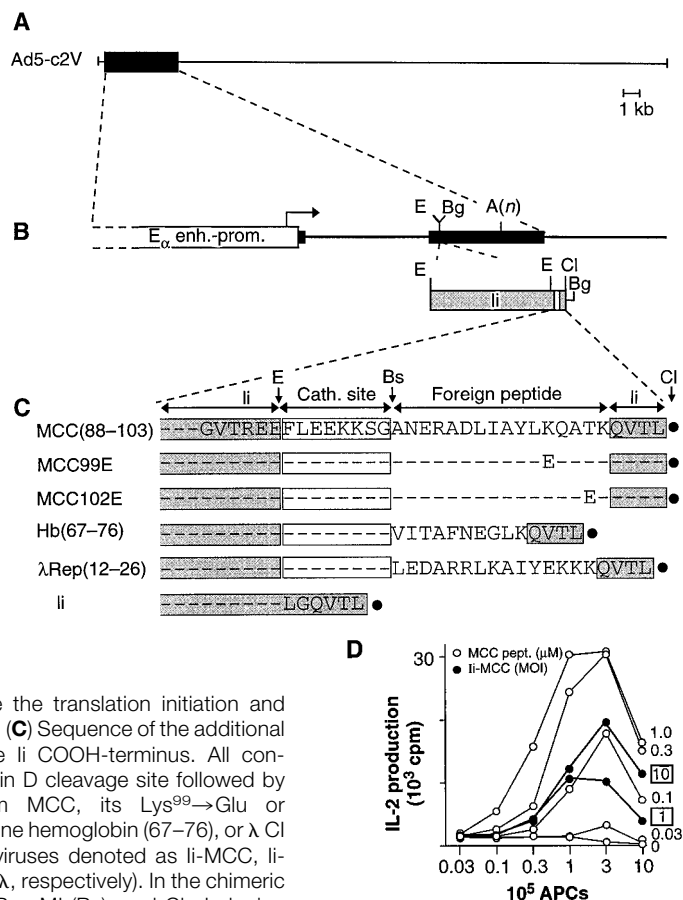 A
Ad5-c2V
1 kb
B
E Bg A(n)
Eα enh.-prom.
E E Cl
Bg
Ii
C
Ii E Cath. site Bs Foreign peptide Ii Cl
MCC(88–103) ---GVTREEFLEEKKSGANERADLIAYLKQATKQVTL●
MCC99E E
MCC102E E
Hb(67–76) VITAFNEGLKQVTL●
λRep(12–26) LEDARRLKAIYEKKKQVTL●
Ii LGQVTL●
D
○ MCC pept. (μM)
● Ii-MCC (MOI)
30
IL-2 production
(10³ cpm)
1.0
0.3
10
0.1
1
0.03
0
0.03 0.1 0.3 1 3 10
10⁵ APCs
e the translation initiation and
(C) Sequence of the additional
e Ii COOH-terminus. All con-
in D cleavage site followed by
n MCC, its Lys⁹⁹→Glu or
ine hemoglobin (67–76), or λ CI
viruses denoted as Ii-MCC, Ii-
λ, respectively). In the chimeric